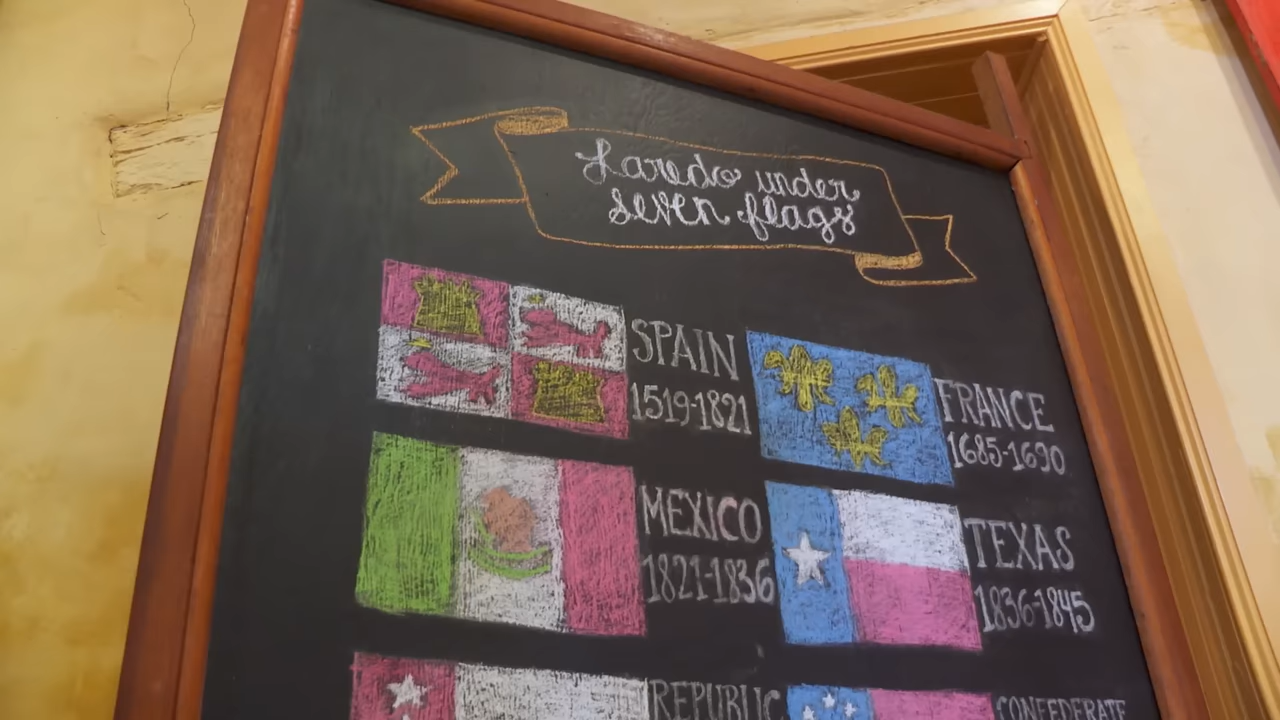 Laredo under
seven flags
SPAIN
1519-1821
FRANCE
1685-1690
MEXICO
1821-1836
TEXAS
1836-1845
REPUBLIC
CONFEDERATE